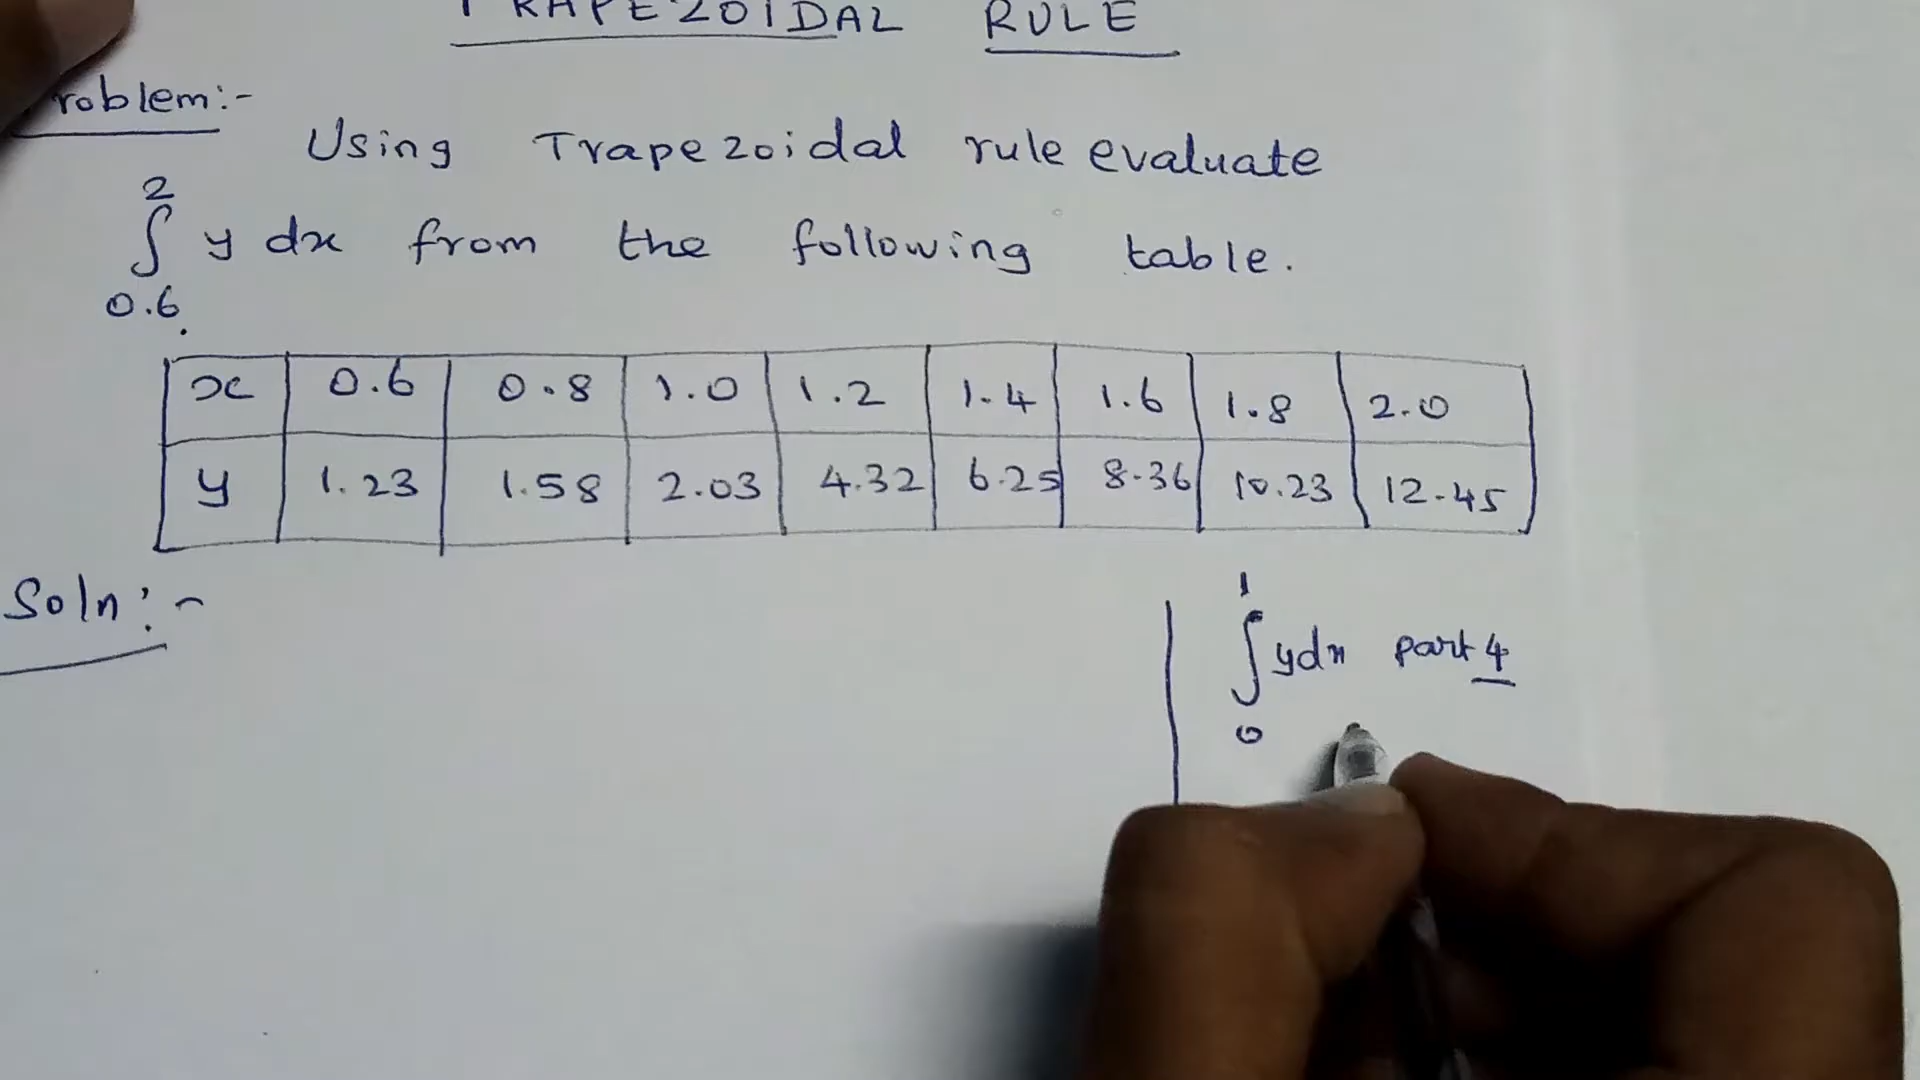 TRAPEZOIDAL RULE
Problem:-
Using Trapezoidal rule evaluate
∫_{0.6}^{2} y dx from the following table.
x 0.6 0.8 1.0 1.2 1.4 1.6 1.8 2.0
y 1.23 1.58 2.03 4.32 6.25 8.36 10.23 12.45
Soln:-
∫_{0}^{1} ydx part 4